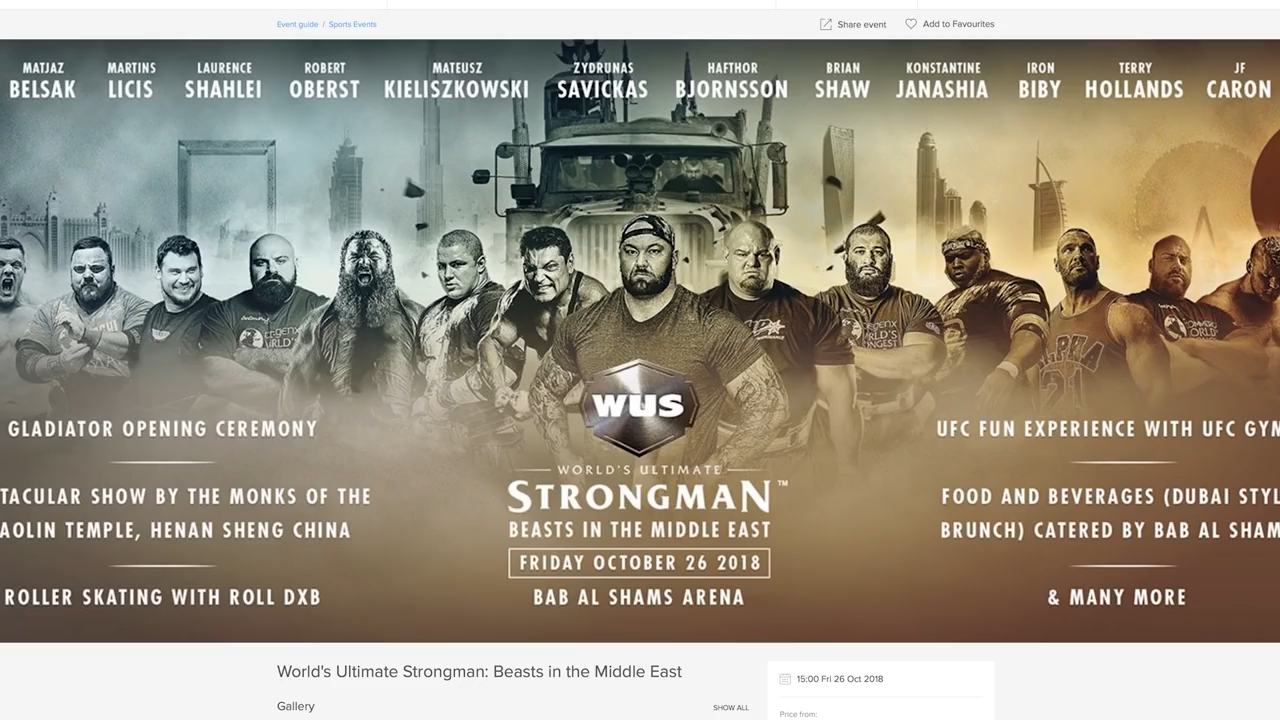 Event guide / Sports Events
Share event
Add to Favourites
MATJAZ BELSAK
MARTINS LICIS
LAURENCE SHAHLEI
ROBERT OBERST
MATEUSZ KIELISZKOWSKI
ZYDRUNAS SAVICKAS
HAFTHOR BJORNSSON
BRIAN SHAW
KONSTANTINE JANASHIA
IRON BIBY
TERRY HOLLANDS
JF CARON
GLADIATOR OPENING CEREMONY
TACULAR SHOW BY THE MONKS OF THE
AOLIN TEMPLE, HENAN SHENG CHINA
ROLLER SKATING WITH ROLL DXB
WUS
WORLD'S ULTIMATE
STRONGMAN™
BEASTS IN THE MIDDLE EAST
FRIDAY OCTOBER 26 2018
BAB AL SHAMS ARENA
UFC FUN EXPERIENCE WITH UFC GYM
FOOD AND BEVERAGES (DUBAI STYL
BRUNCH) CATERED BY BAB AL SHAM
& MANY MORE
World's Ultimate Strongman: Beasts in the Middle East
15:00 Fri 26 Oct 2018
Gallery
SHOW ALL
Price from: